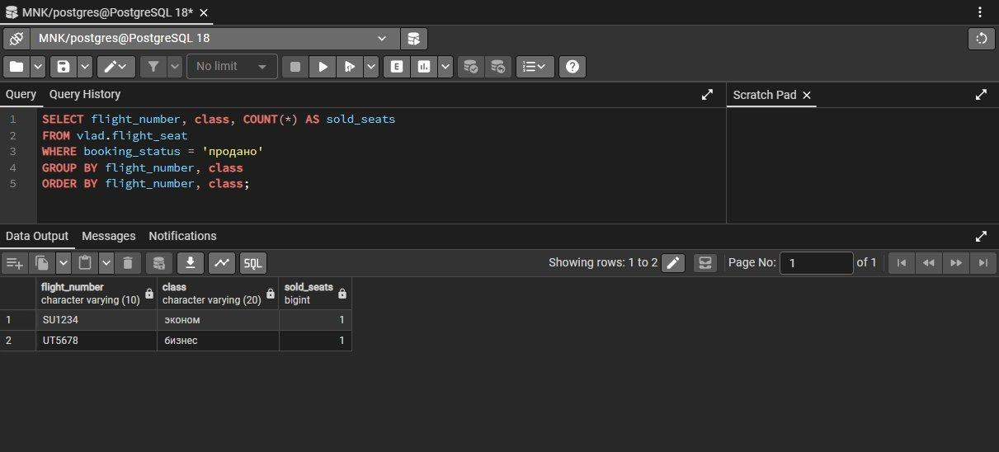 MNK/postgres@PostgreSQL 18*
MNK/postgres@PostgreSQL 18
No limit
E
Query Query History
Scratch Pad
1 SELECT flight_number, class, COUNT(*) AS sold_seats
2 FROM vlad.flight_seat
3 WHERE booking_status = 'продано'
4 GROUP BY flight_number, class
5 ORDER BY flight_number, class;
Data Output Messages Notifications
SQL Showing rows: 1 to 2 Page No: 1 of 1
flight_number class sold_seats
character varying (10) character varying (20) bigint
1 SU1234 эконом 1
2 UT5678 бизнес 1